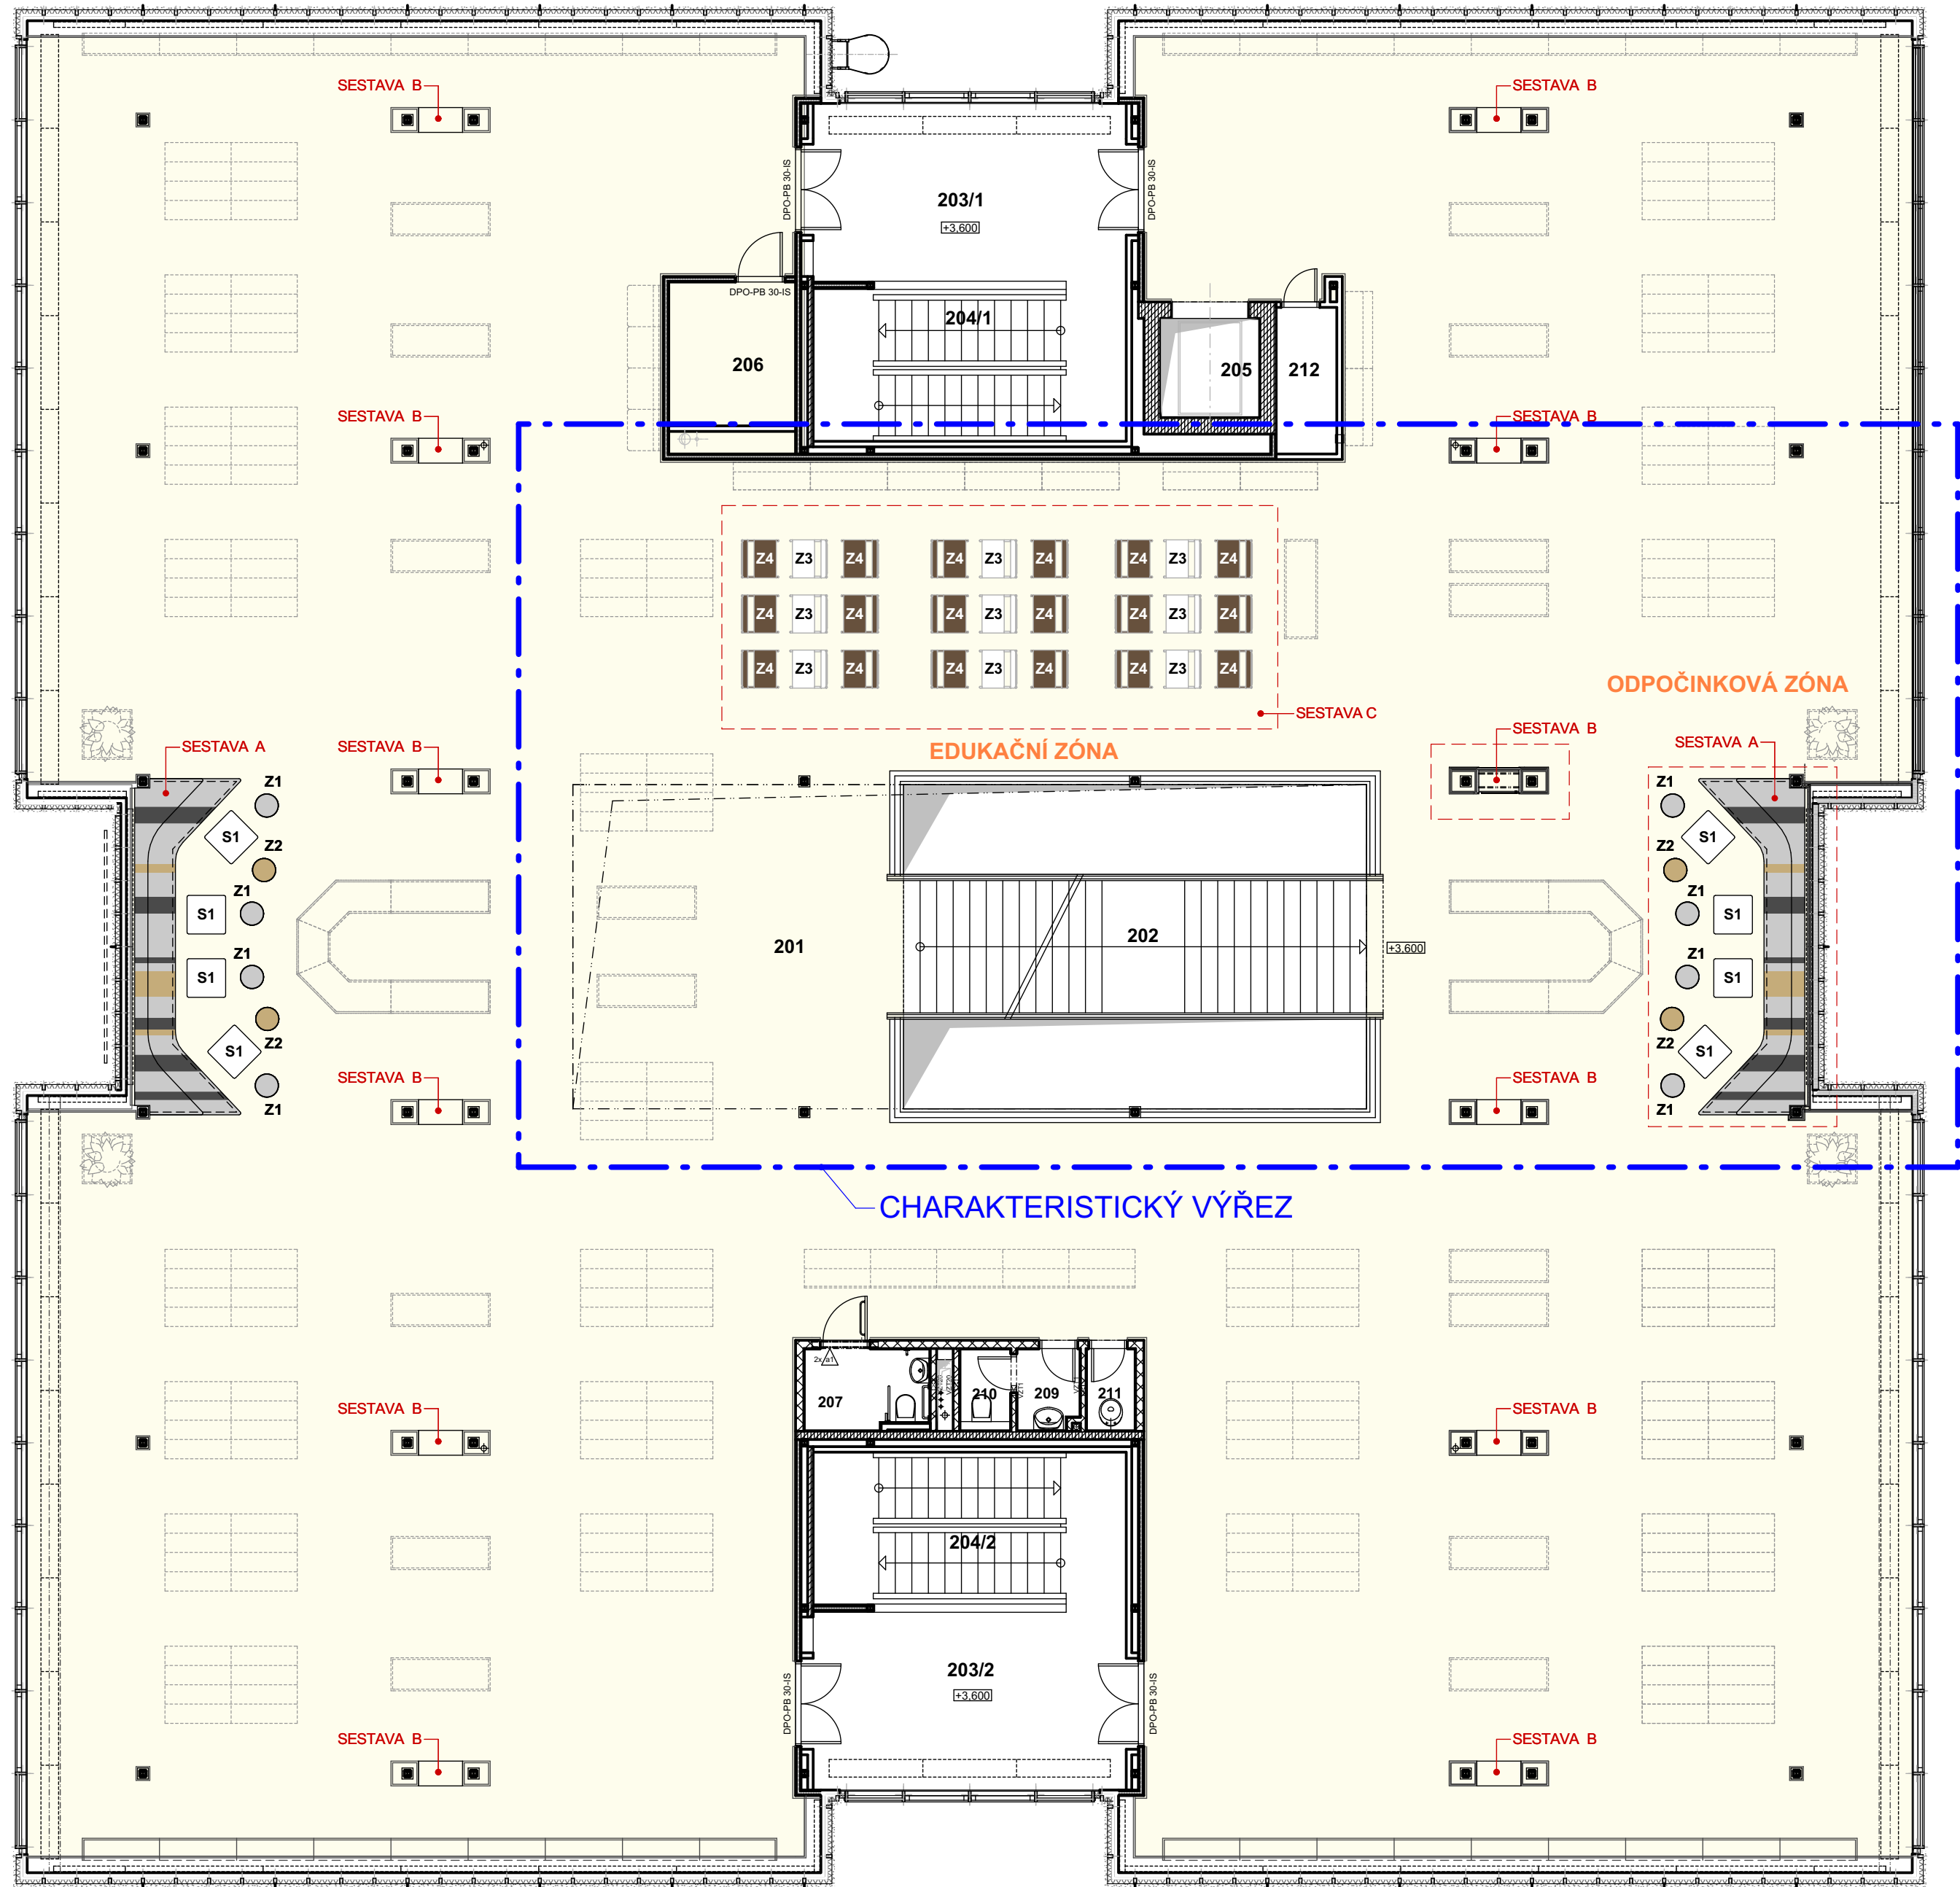 SESTAVA B
SESTAVA B
DPO-PB 30-IS
DPO-PB 30-IS
203/1
+3,600
DPO-PB 30-IS
204/1
206
205
212
SESTAVA B
SESTAVA B
Z4 Z3 Z4 Z4 Z3 Z4 Z4 Z3 Z4
Z4 Z3 Z4 Z4 Z3 Z4 Z4 Z3 Z4
Z4 Z3 Z4 Z4 Z3 Z4 Z4 Z3 Z4
ODPOČINKOVÁ ZÓNA
SESTAVA C
SESTAVA B
SESTAVA A
SESTAVA A
SESTAVA B
EDUKAČNÍ ZÓNA
Z1
Z1
S1
S1
Z2
Z2
Z1
Z1
S1
S1
201
202
+3,600
Z1
Z1
S1
S1
Z2
Z2
S1
S1
Z1
Z1
SESTAVA B
SESTAVA B
CHARAKTERISTICKÝ VÝŘEZ
2x a1
207
210
209
211
VZT1
SESTAVA B
SESTAVA B
204/2
203/2
+3,600
DPO-PB 30-IS
DPO-PB 30-IS
SESTAVA B
SESTAVA B